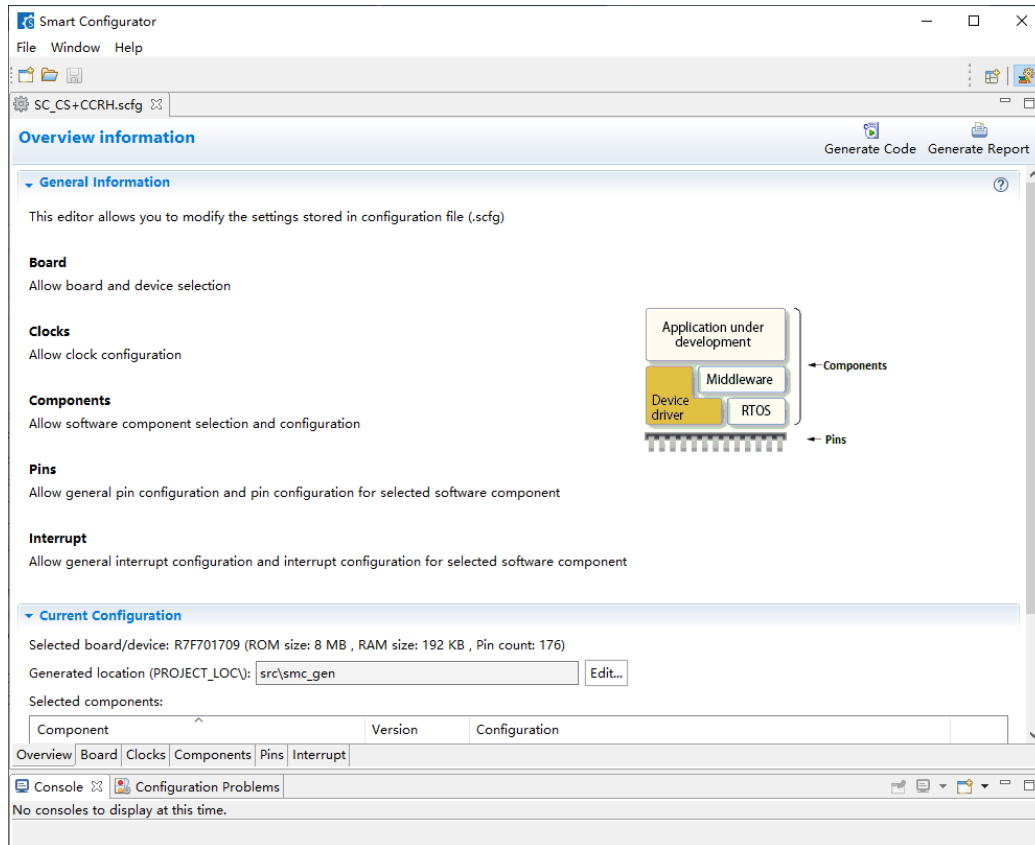 Smart Configurator
File Window Help
SC_CS+CCRH.scfg
Overview information
Generate Code Generate Report
General Information
This editor allows you to modify the settings stored in configuration file (.scfg)
Board
Allow board and device selection
Clocks
Allow clock configuration
Components
Allow software component selection and configuration
Pins
Allow general pin configuration and pin configuration for selected software component
Interrupt
Allow general interrupt configuration and interrupt configuration for selected software component
Application under
development
Middleware
Device
driver
RTOS
Components
Pins
Current Configuration
Selected board/device: R7F701709 (ROM size: 8 MB , RAM size: 192 KB , Pin count: 176)
Generated location (PROJECT_LOC\): src\smc_gen Edit...
Selected components:
Component Version Configuration
Overview Board Clocks Components Pins Interrupt
Console Configuration Problems
No consoles to display at this time.